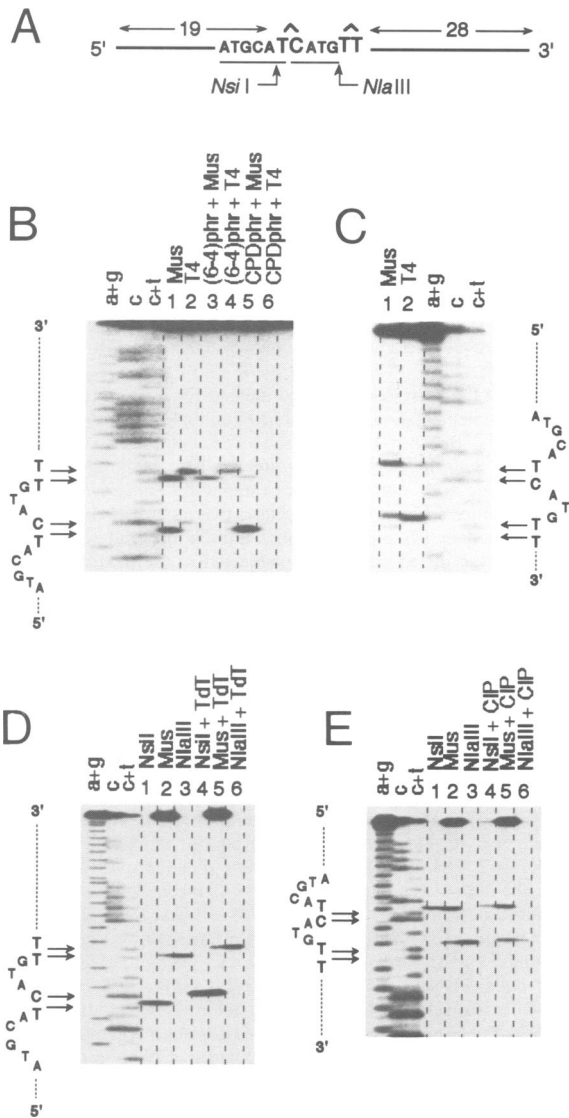 A
19
28
5'
ATGCATCATGTT
3'
Nsi I
NlaIII
B
a+g
c
c+t
Mus
T4
(6-4)phr + Mus
(6-4)phr + T4
CPDphr + Mus
CPDphr + T4
1 2 3 4 5 6
3'
T
T
G
T
A
C
T
A
C
G
T
A
5'
C
Mus
T4
a+g
c
c+t
1 2
5'
A
T
G
C
A
T
C
A
T
G
T
T
3'
D
a+g
c
c+t
NsiI
Mus
NlaIII
NsiI + TdT
Mus + TdT
NlaIII + TdT
1 2 3 4 5 6
3'
T
T
G
T
A
C
T
A
C
G
T
A
5'
E
a+g
c
c+t
NsiI
Mus
NlaIII
NsiI + CIP
Mus + CIP
NlaIII + CIP
1 2 3 4 5 6
5'
A
T
G
C
A
T
C
A
T
G
T
T
3'